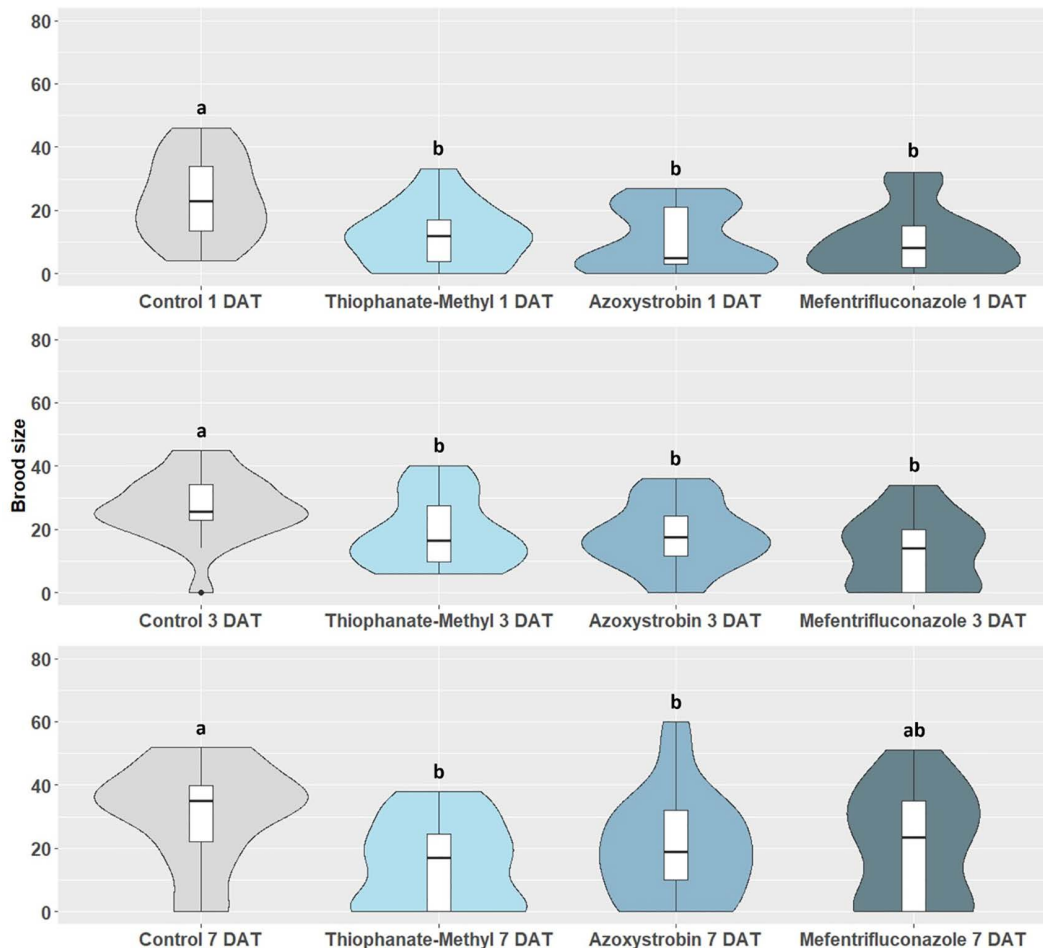 80
60
40
20
0
a
b
b
b
Control 1 DAT
Thiophanate-Methyl 1 DAT
Azoxystrobin 1 DAT
Mefentrifluconazole 1 DAT
Brood size
80
60
40
20
0
a
b
b
b
Control 3 DAT
Thiophanate-Methyl 3 DAT
Azoxystrobin 3 DAT
Mefentrifluconazole 3 DAT
80
60
40
20
0
a
b
b
ab
Control 7 DAT
Thiophanate-Methyl 7 DAT
Azoxystrobin 7 DAT
Mefentrifluconazole 7 DAT